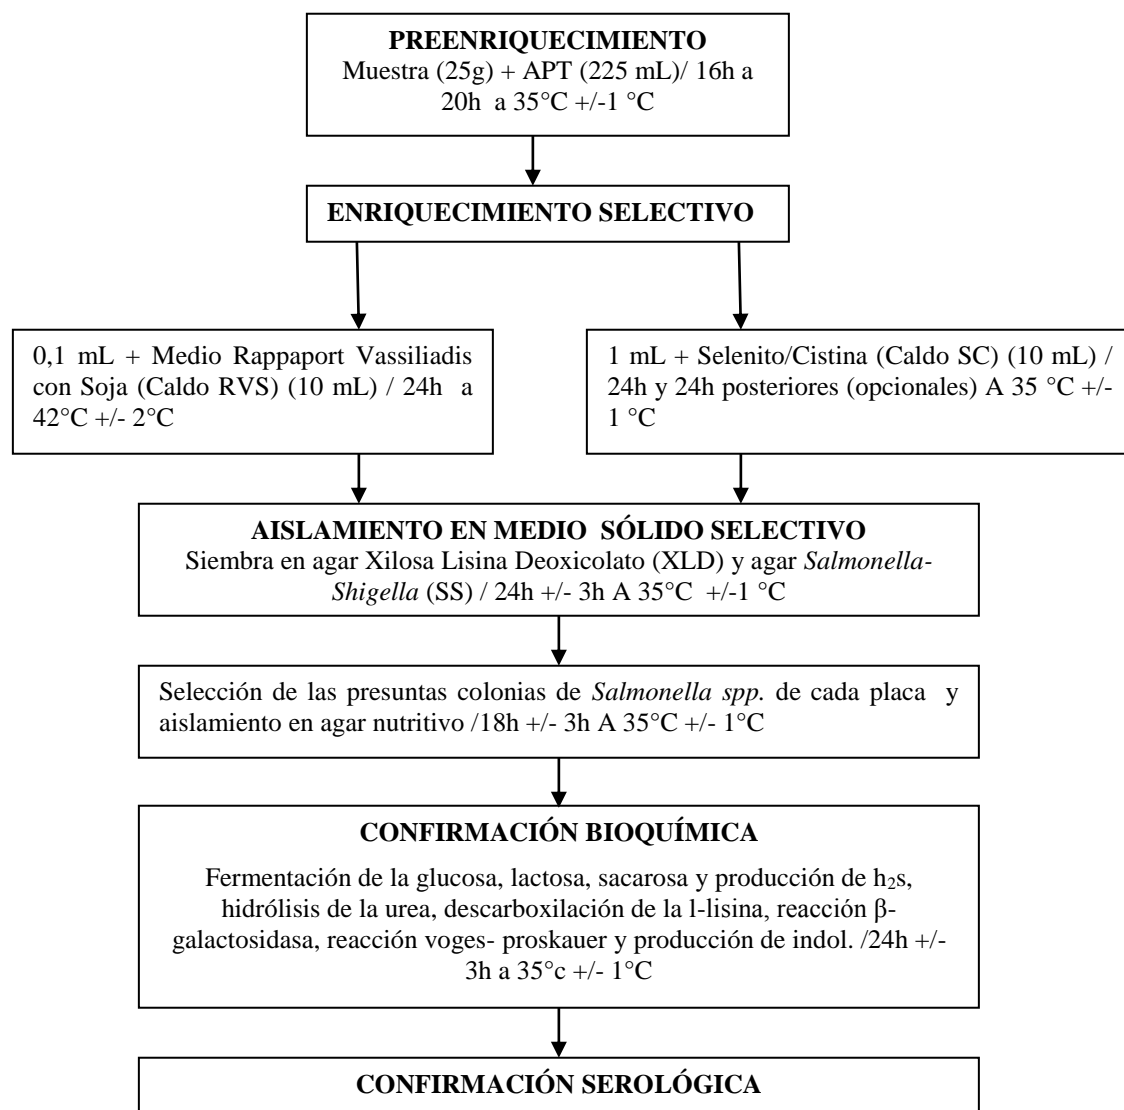 PREENRIQUECIMIENTO
Muestra (25g) + APT (225 mL)/ 16h a
20h a 35°C +/-1 °C
ENRIQUECIMIENTO SELECTIVO
0,1 mL + Medio Rappaport Vassiliadis
con Soja (Caldo RVS) (10 mL) / 24h a
42°C +/- 2°C
1 mL + Selenito/Cistina (Caldo SC) (10 mL) /
24h y 24h posteriores (opcionales) A 35 °C +/-
1 °C
AISLAMIENTO EN MEDIO SÓLIDO SELECTIVO
Siembra en agar Xilosa Lisina Deoxicolato (XLD) y agar Salmonella-
Shigella (SS) / 24h +/- 3h A 35°C +/-1 °C
Selección de las presuntas colonias de Salmonella spp. de cada placa y
aislamiento en agar nutritivo /18h +/- 3h A 35°C +/- 1°C
CONFIRMACIÓN BIOQUÍMICA
Fermentación de la glucosa, lactosa, sacarosa y producción de h₂s,
hidrólisis de la urea, descarboxilación de la l-lisina, reacción β-
galactosidasa, reacción voges- proskauer y producción de indol. /24h +/-
3h a 35°c +/- 1°C
CONFIRMACIÓN SEROLÓGICA